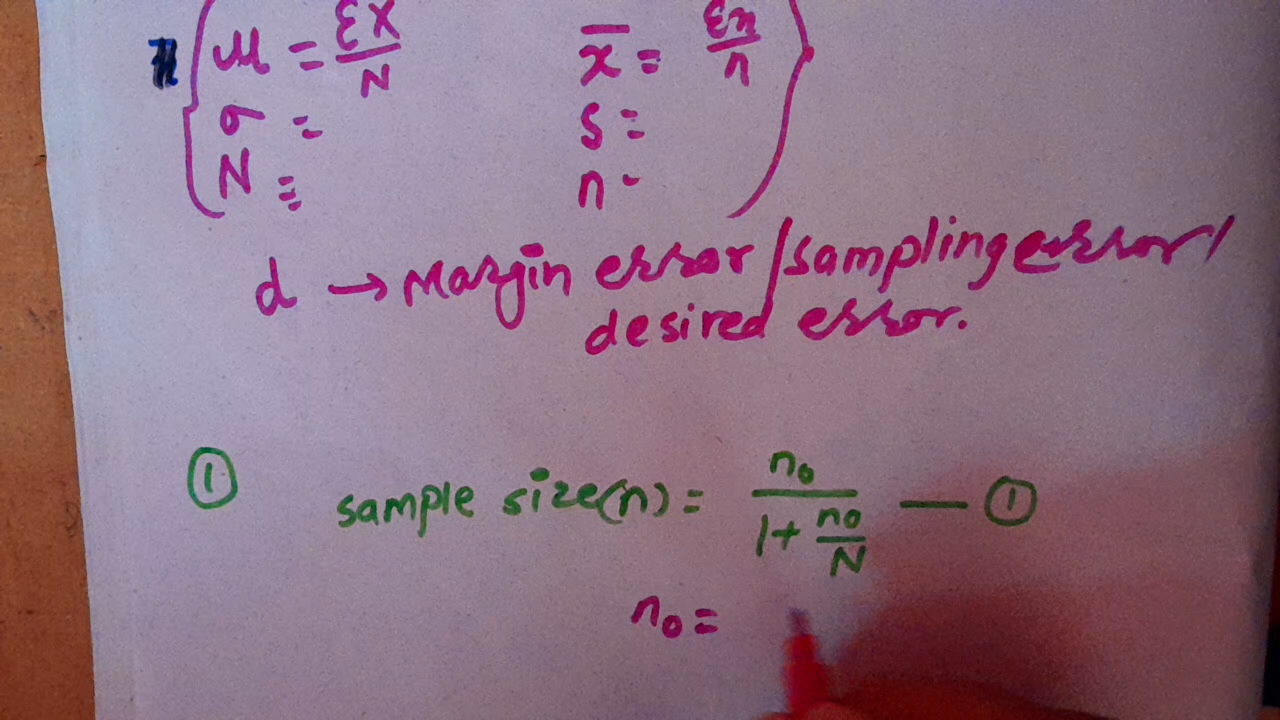 μ = ΣX/N x̄ = Σx/n
σ = s =
N = n -
d → Margin error / sampling error /
desired error.
① sample size(n) = n₀/(1 + n₀/N) — ①
n₀ =